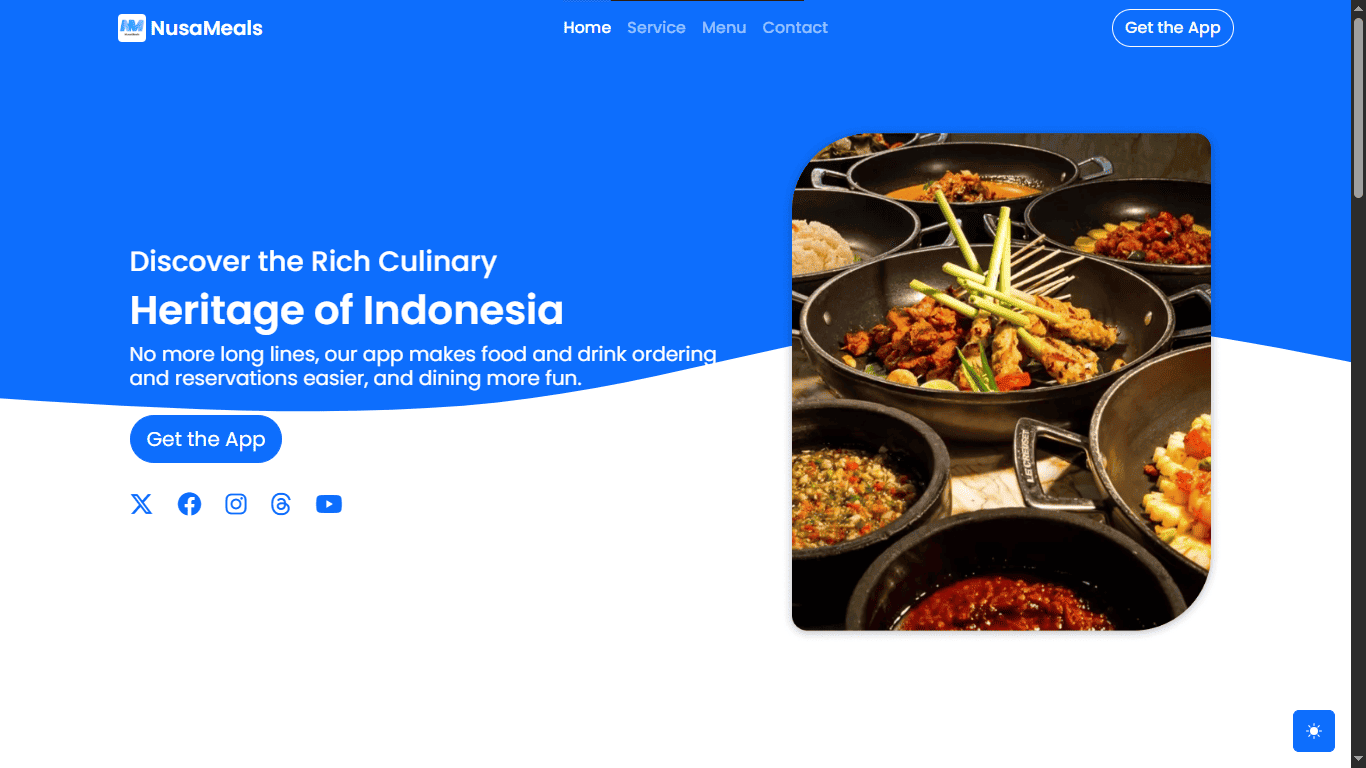 NusaMeals
Home Service Menu Contact
Get the App
Discover the Rich Culinary
Heritage of Indonesia
No more long lines, our app makes food and drink ordering
and reservations easier, and dining more fun.
Get the App
LE CREUSET